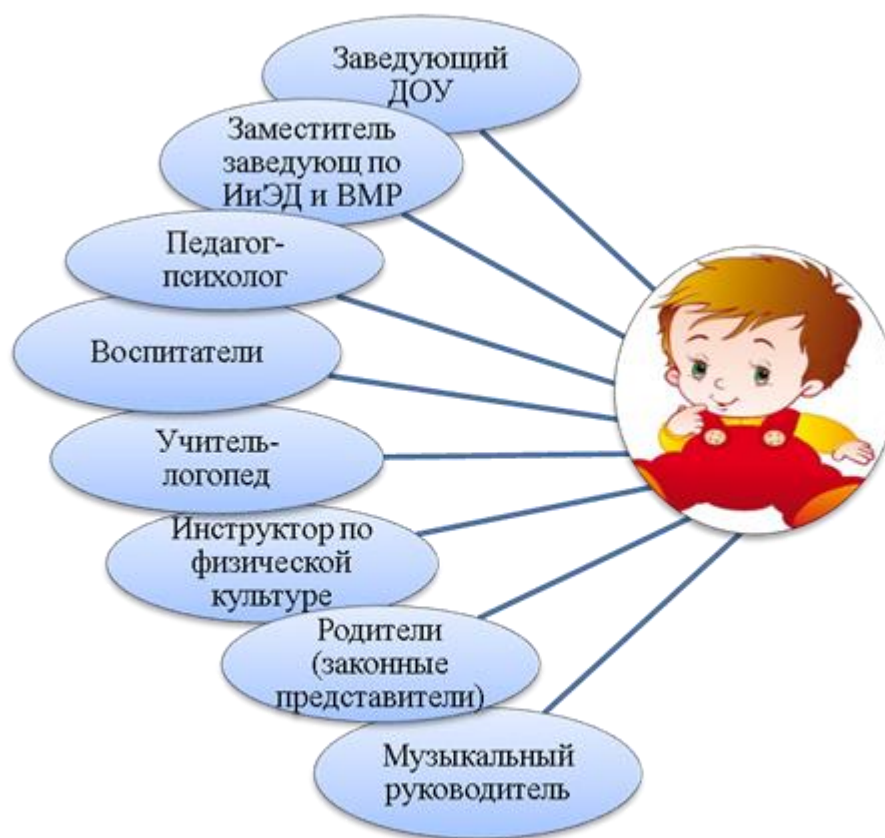 Заведующий
ДОУ
Заместитель
заведующ по
ИиЭД и ВМР
Педагог-
психолог
Воспитатели
Учитель-
логопед
Инструктор по
физической
культуре
Родители
(законные
представители)
Музыкальный
руководитель